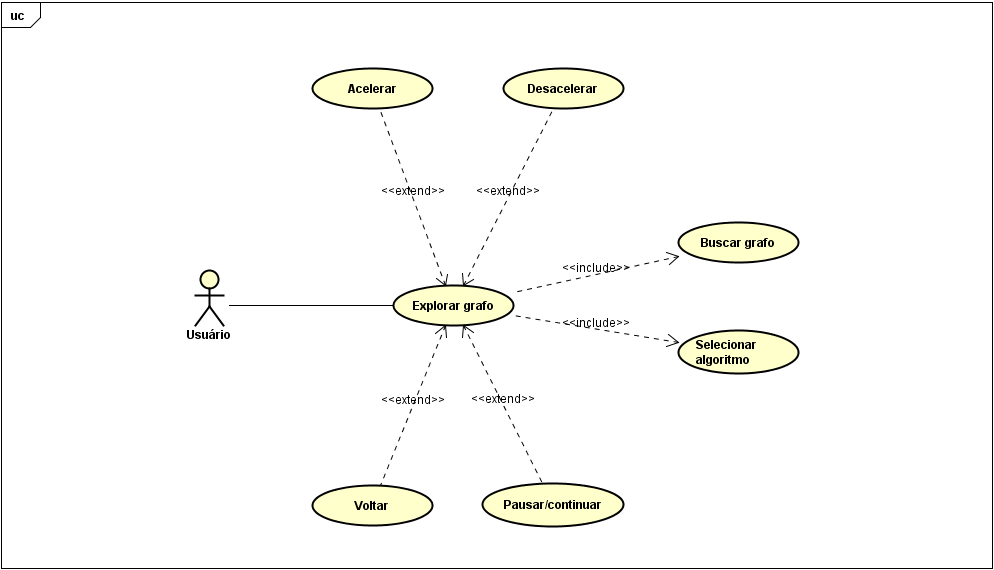 uc
Acelerar
Desacelerar
<<extend>>
<<extend>>
Buscar grafo
<<include>>
Explorar grafo
<<include>>
Usuário
Selecionar
algoritmo
<<extend>>
<<extend>>
Voltar
Pausar/continuar